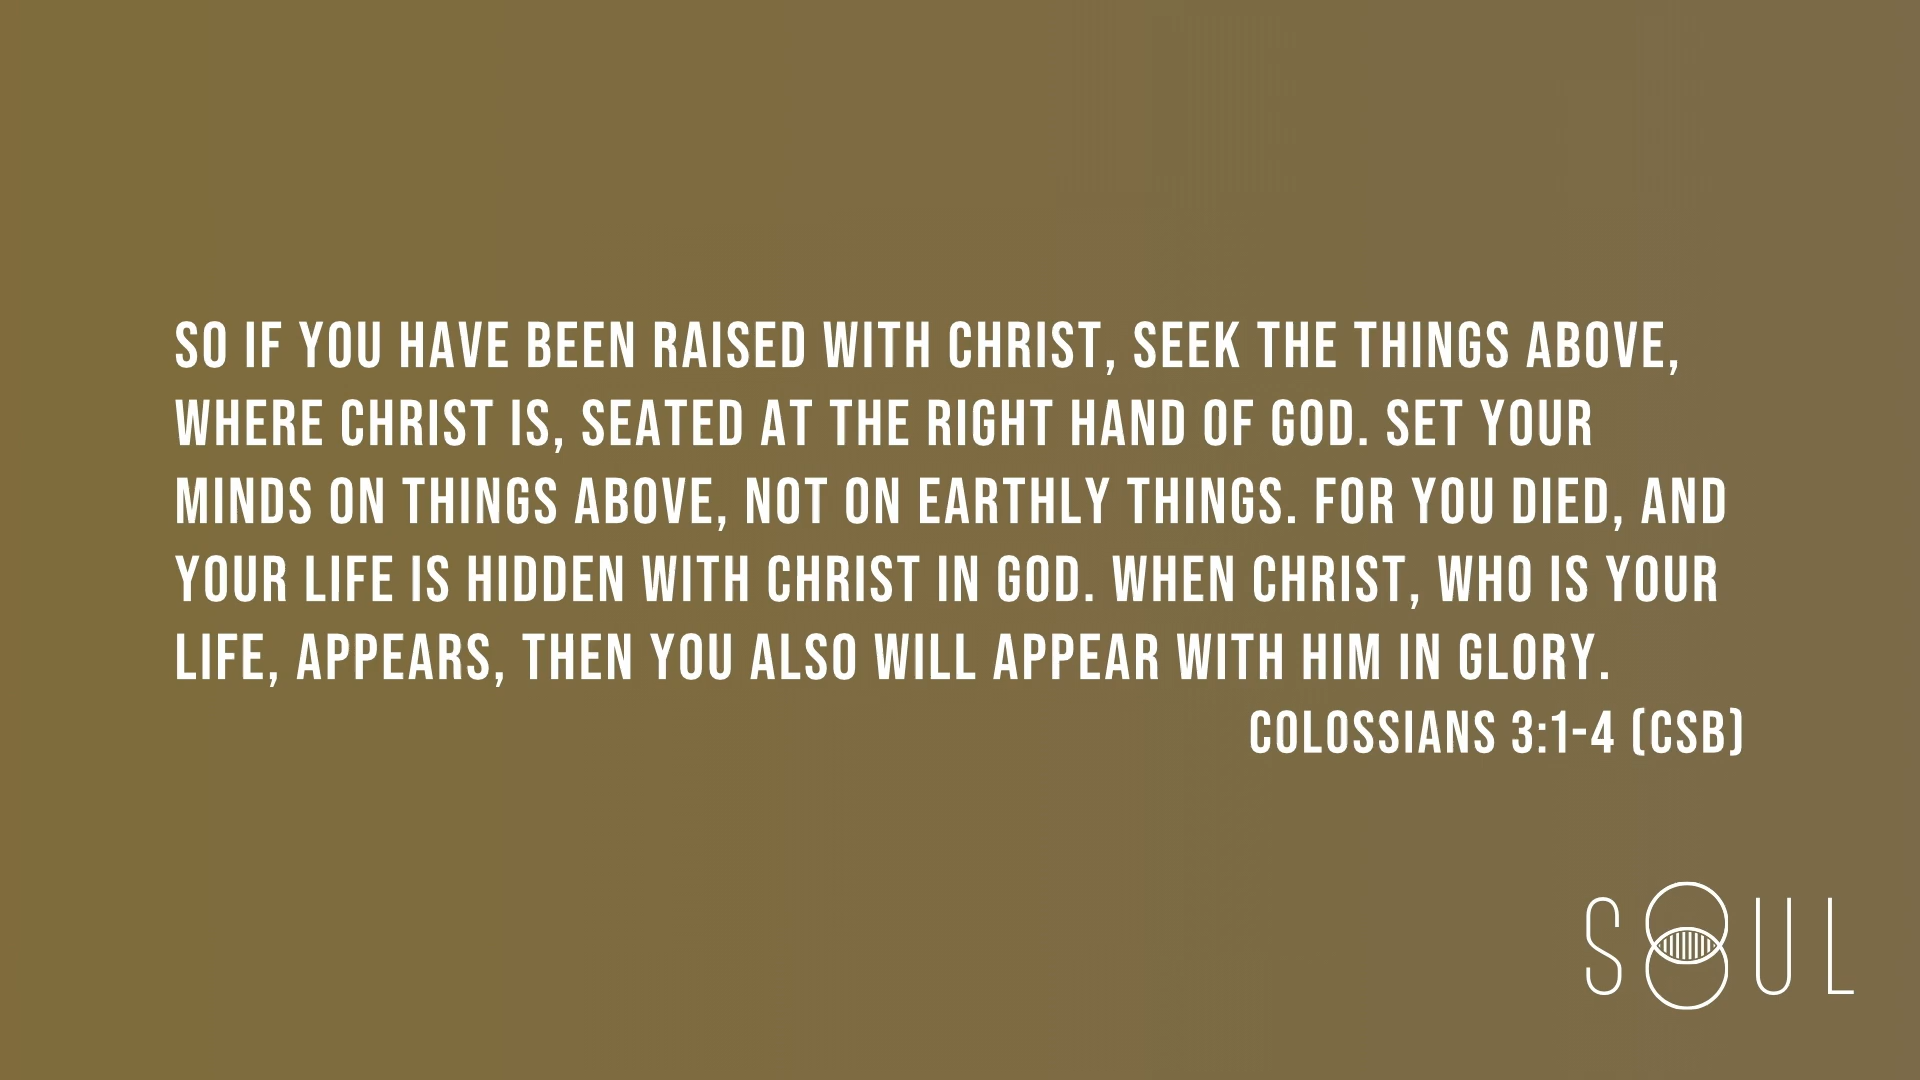 SO IF YOU HAVE BEEN RAISED WITH CHRIST, SEEK THE THINGS ABOVE,
WHERE CHRIST IS, SEATED AT THE RIGHT HAND OF GOD. SET YOUR
MINDS ON THINGS ABOVE, NOT ON EARTHLY THINGS. FOR YOU DIED, AND
YOUR LIFE IS HIDDEN WITH CHRIST IN GOD. WHEN CHRIST, WHO IS YOUR
LIFE, APPEARS, THEN YOU ALSO WILL APPEAR WITH HIM IN GLORY.
COLOSSIANS 3:1-4 (CSB)
SOUL